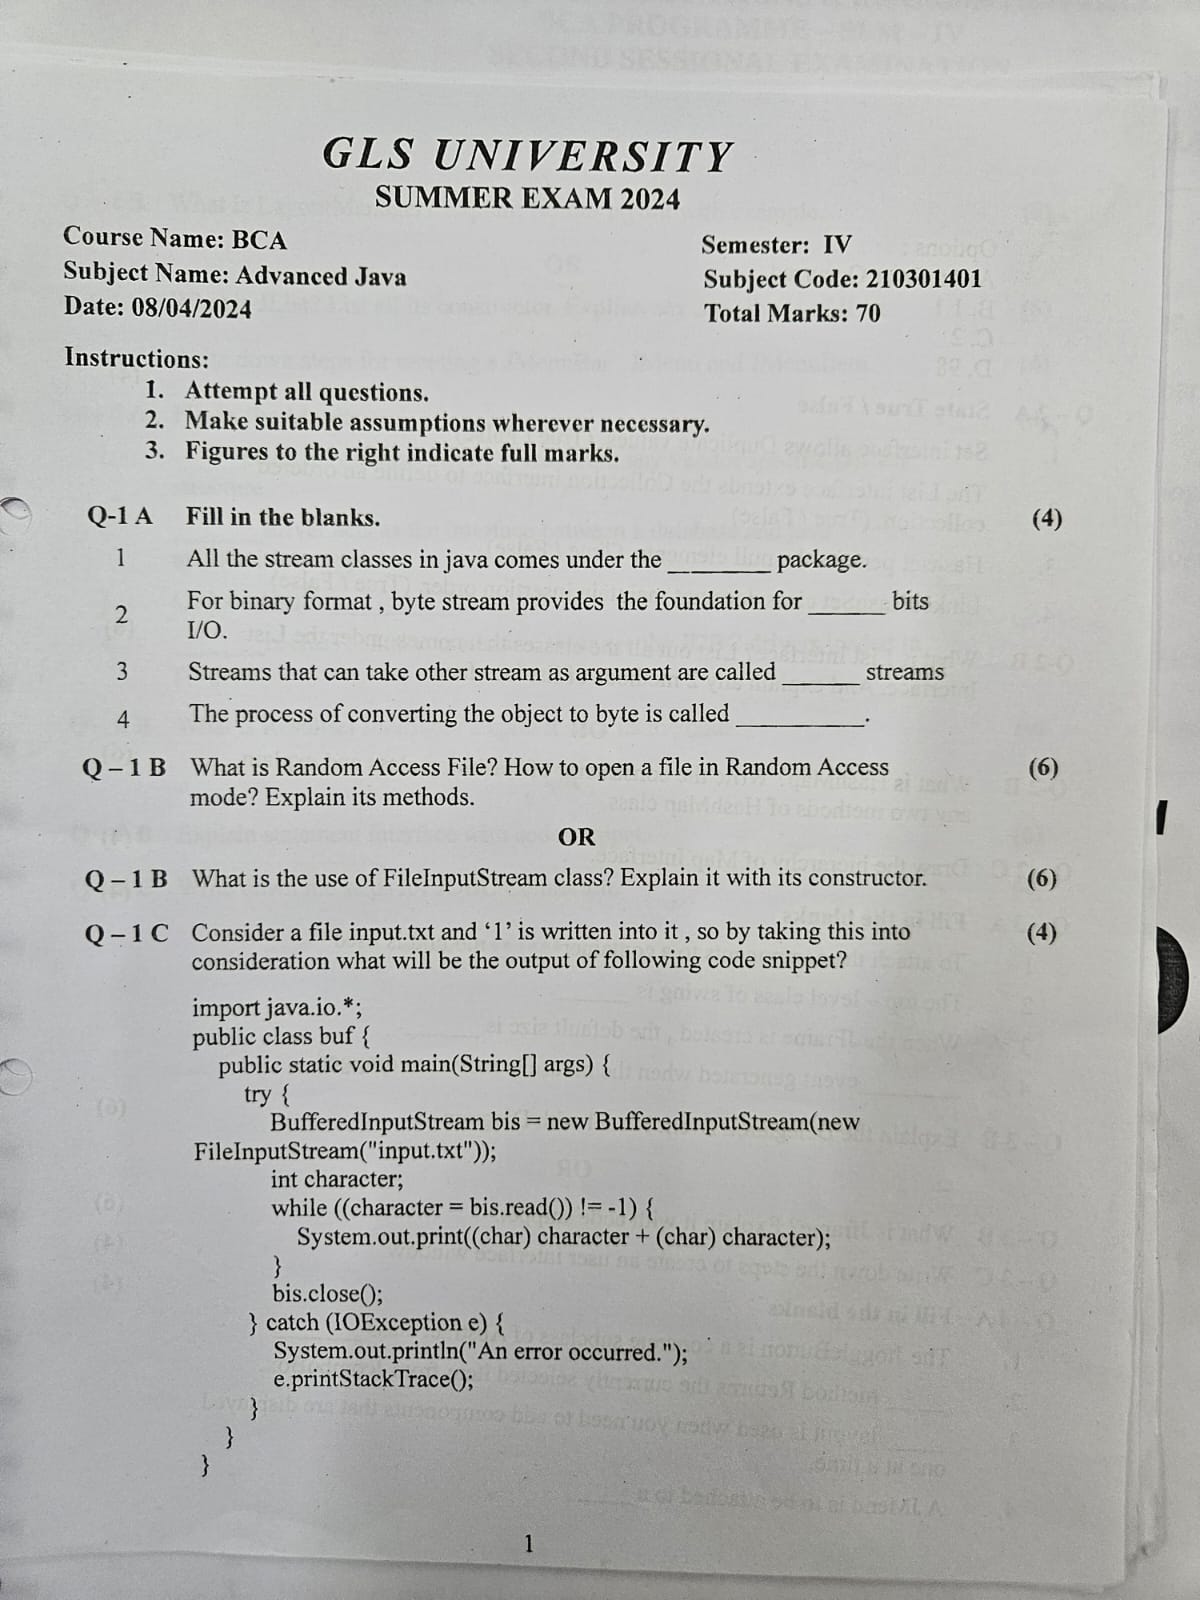 GLS UNIVERSITY
SUMMER EXAM 2024
Course Name: BCA
Semester: IV
Subject Name: Advanced Java
Subject Code: 210301401
Date: 08/04/2024
Total Marks: 70
Instructions:
1. Attempt all questions.
2. Make suitable assumptions wherever necessary.
3. Figures to the right indicate full marks.
Q-1 A Fill in the blanks. (4)
1 All the stream classes in java comes under the _________ package.
2 For binary format , byte stream provides the foundation for _______ bits
I/O.
3 Streams that can take other stream as argument are called _______ streams
4 The process of converting the object to byte is called ____________.
Q – 1 B What is Random Access File? How to open a file in Random Access (6)
mode? Explain its methods.
OR
Q – 1 B What is the use of FileInputStream class? Explain it with its constructor. (6)
Q – 1 C Consider a file input.txt and ‘1’ is written into it , so by taking this into (4)
consideration what will be the output of following code snippet?
import java.io.*;
public class buf {
public static void main(String[] args) {
try {
BufferedInputStream bis = new BufferedInputStream(new
FileInputStream("input.txt"));
int character;
while ((character = bis.read()) != -1) {
System.out.print((char) character + (char) character);
}
bis.close();
} catch (IOException e) {
System.out.println("An error occurred.");
e.printStackTrace();
}
}
}
1